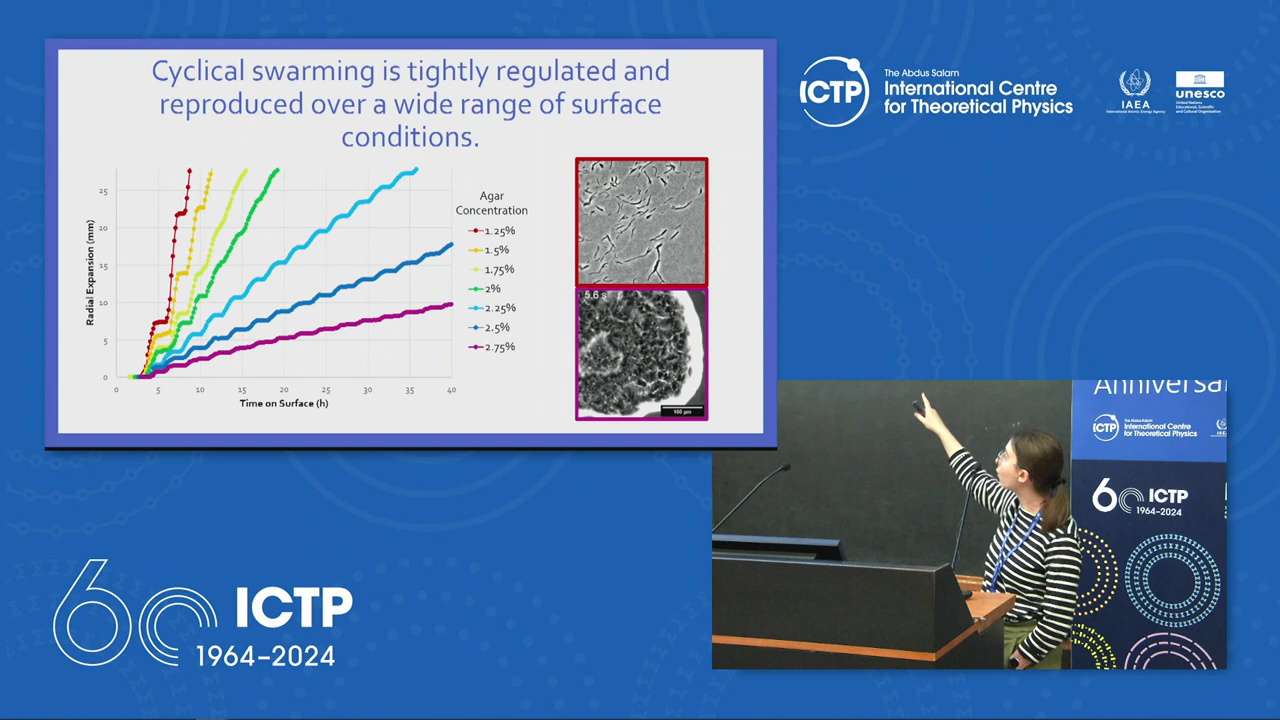 Cyclical swarming is tightly regulated and
reproduced over a wide range of surface
conditions.
Radial Expansion (mm)
25
20
15
10
5
0
0
5
10
15
20
25
30
35
40
Time on Surface (h)
Agar
Concentration
1.25%
1.5%
1.75%
2%
2.25%
2.5%
2.75%
5.6 s
100 µm
ICTP
The Abdus Salam
International Centre
for Theoretical Physics
IAEA
International Atomic Energy Agency
unesco
United Nations
Educational, Scientific
and Cultural Organization
Anniversa
ICTP
The Abdus Salam
International Centre
for Theoretical Physics
60 ICTP
1964-2024
60 ICTP
1964–2024